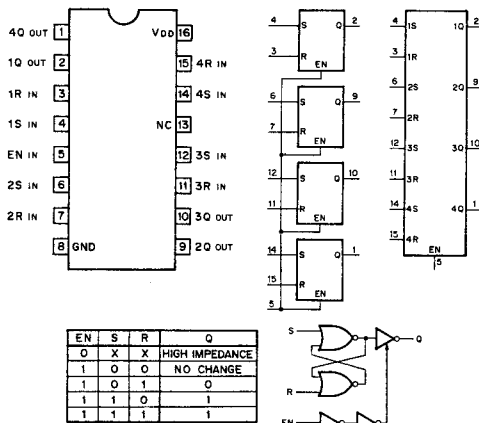 4Q OUT 1
1Q OUT 2
1R IN 3
1S IN 4
EN IN 5
2S IN 6
2R IN 7
8 GND
VDD 16
15 4R IN
14 4S IN
NC 13
12 3S IN
11 3R IN
10 3Q OUT
9 2Q OUT
4 S Q 2
3 R
EN
6 S Q 9
7 R
EN
12 S Q 10
11 R
EN
14 S Q 1
15 R
5 EN
4 1S 1Q 2
3 1R
6 2S 2Q 9
7 2R
12 3S 3Q 10
11 3R
14 4S 4Q 1
15 4R
EN
5
EN S R Q
0 X X HIGH IMPEDANCE
1 0 0 NO CHANGE
1 0 1 0
1 1 0 1
1 1 1 1
S Q
R
EN